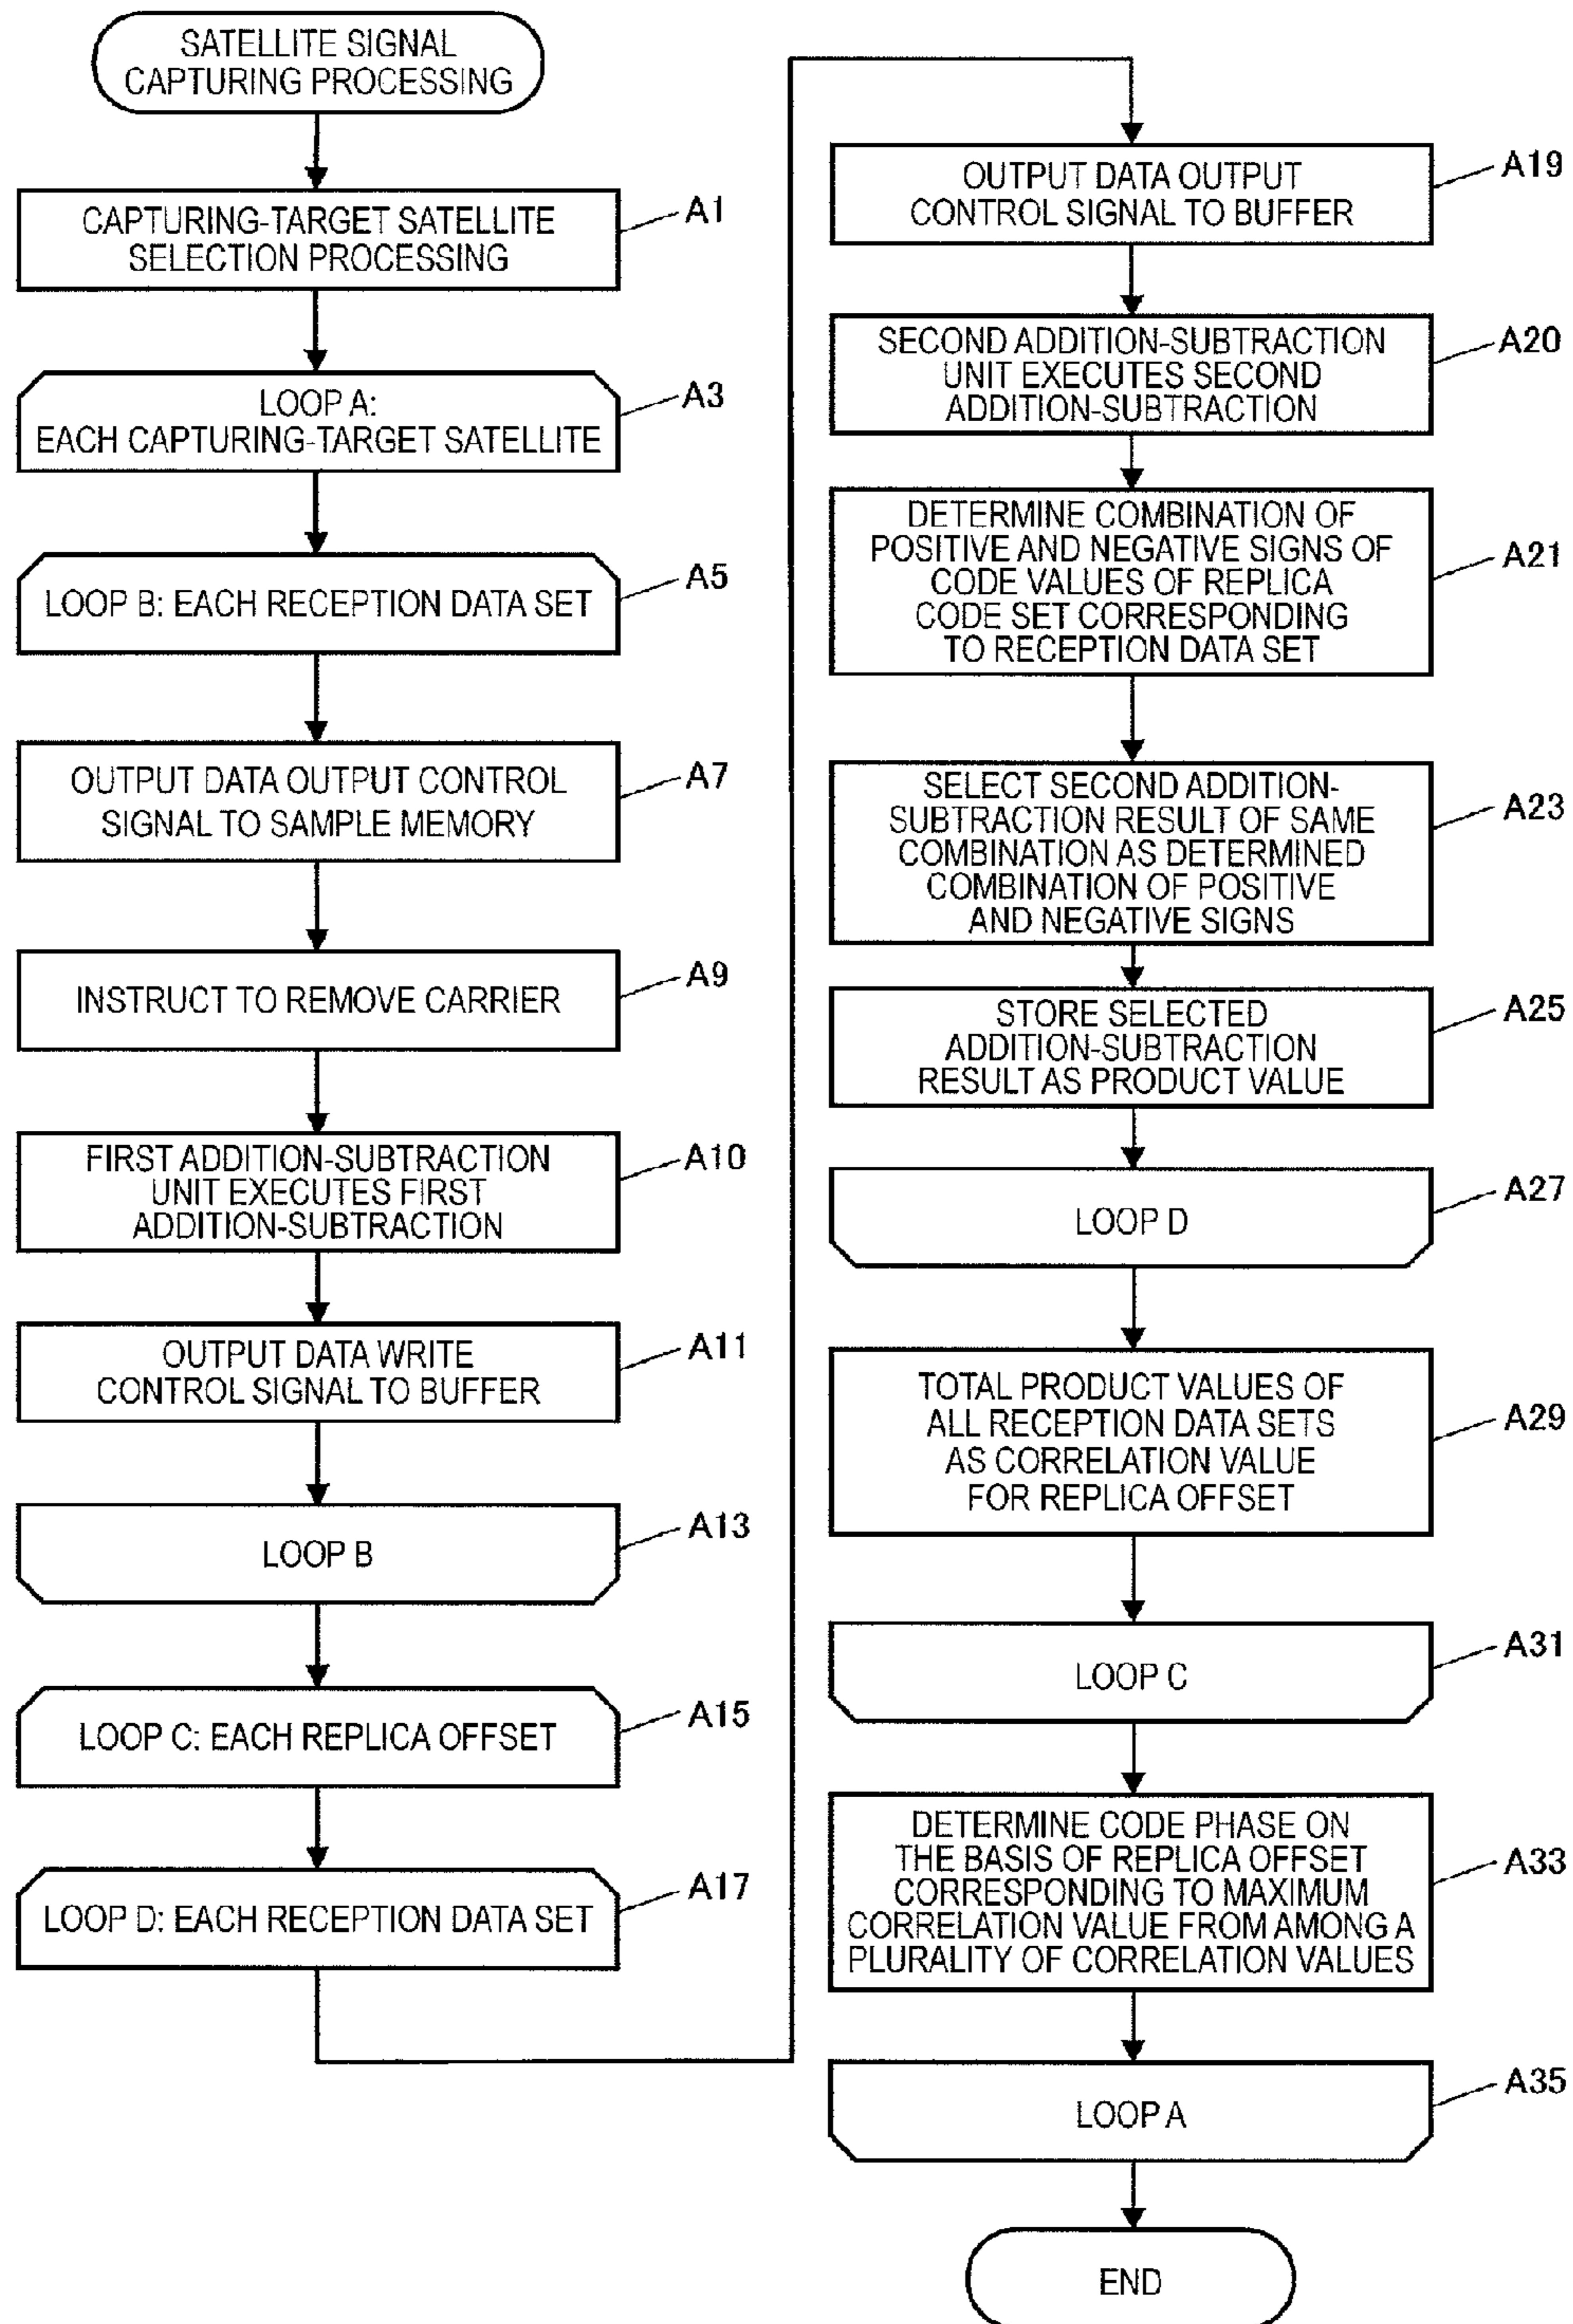 SATELLITE SIGNAL
CAPTURING PROCESSING
CAPTURING-TARGET SATELLITE
SELECTION PROCESSING
A1
LOOP A:
EACH CAPTURING-TARGET SATELLITE
A3
LOOP B: EACH RECEPTION DATA SET
A5
OUTPUT DATA OUTPUT CONTROL
SIGNAL TO SAMPLE MEMORY
A7
INSTRUCT TO REMOVE CARRIER
A9
FIRST ADDITION-SUBTRACTION
UNIT EXECUTES FIRST
ADDITION-SUBTRACTION
A10
OUTPUT DATA WRITE
CONTROL SIGNAL TO BUFFER
A11
LOOP B
A13
LOOP C: EACH REPLICA OFFSET
A15
LOOP D: EACH RECEPTION DATA SET
A17
OUTPUT DATA OUTPUT
CONTROL SIGNAL TO BUFFER
A19
SECOND ADDITION-SUBTRACTION
UNIT EXECUTES SECOND
ADDITION-SUBTRACTION
A20
DETERMINE COMBINATION OF
POSITIVE AND NEGATIVE SIGNS OF
CODE VALUES OF REPLICA
CODE SET CORRESPONDING
TO RECEPTION DATA SET
A21
SELECT SECOND ADDITION-
SUBTRACTION RESULT OF SAME
COMBINATION AS DETERMINED
COMBINATION OF POSITIVE
AND NEGATIVE SIGNS
A23
STORE SELECTED
ADDITION-SUBTRACTION
RESULT AS PRODUCT VALUE
A25
LOOP D
A27
TOTAL PRODUCT VALUES OF
ALL RECEPTION DATA SETS
AS CORRELATION VALUE
FOR REPLICA OFFSET
A29
LOOP C
A31
DETERMINE CODE PHASE ON
THE BASIS OF REPLICA OFFSET
CORRESPONDING TO MAXIMUM
CORRELATION VALUE FROM AMONG A
PLURALITY OF CORRELATION VALUES
A33
LOOP A
A35
END